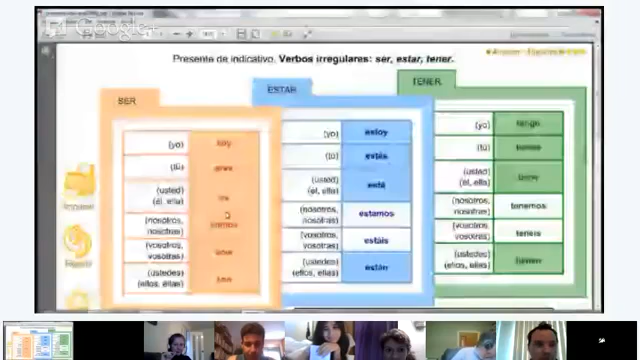 Google+
Presente de indicativo. Verbos irregulares: ser, estar, tener.
SER
(yo) soy
(tú) eres
(usted) (él, ella) es
(nosotros, nosotras) somos
(vosotros, vosotras)
(ustedes) (ellos, ellas) son
ESTAR
(yo) estoy
(tú) estás
(usted) (él, ella) está
(nosotros, nosotras) estamos
(vosotros, vosotras) estáis
(ustedes) (ellos, ellas) están
TENER
(yo) tengo
(tú) tienes
(usted) (él, ella) tiene
(nosotros, nosotras) tenemos
(vosotros, vosotras) tenéis
(ustedes) (ellos, ellas) tienen